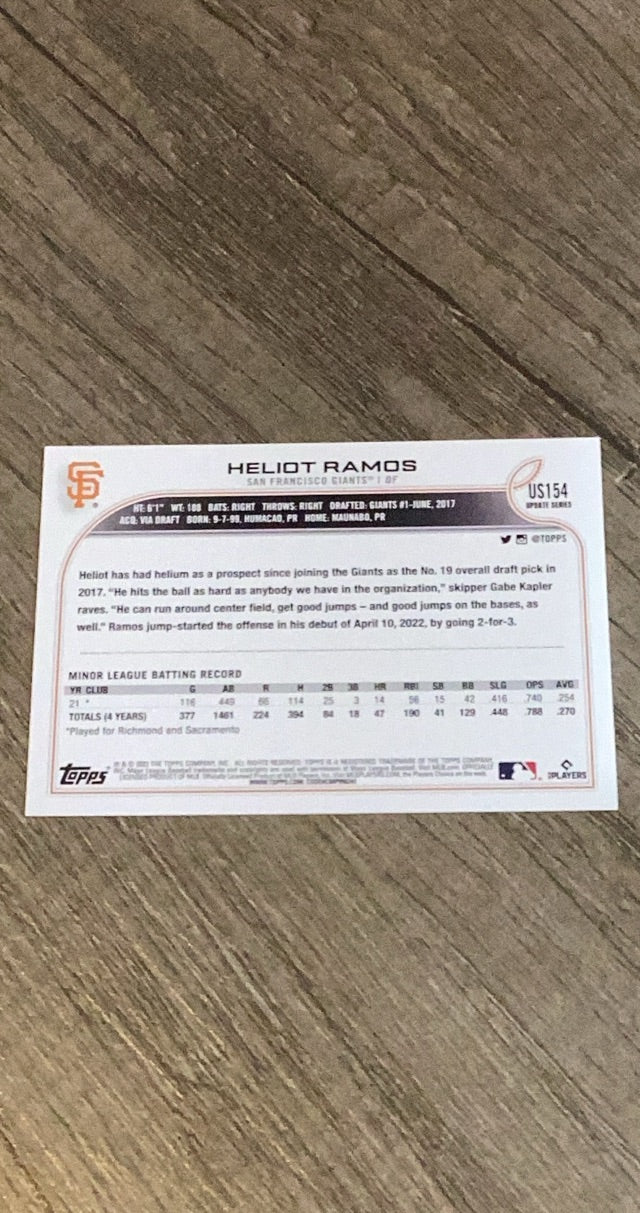 HELIOT RAMOS
SAN FRANCISCO GIANTS™ | OF
US154
UPDATE SERIES
HT: 6'1" WT: 188 BATS: RIGHT THROWS: RIGHT DRAFTED: GIANTS #1-JUNE, 2017
ACQ: VIA DRAFT BORN: 9-7-99, HUMACAO, PR HOME: MAUNABO, PR
@TOPPS
Heliot has had helium as a prospect since joining the Giants as the No. 19 overall draft pick in
2017. "He hits the ball as hard as anybody we have in the organization," skipper Gabe Kapler
raves. "He can run around center field, get good jumps – and good jumps on the bases, as
well." Ramos jump-started the offense in his debut of April 10, 2022, by going 2-for-3.
MINOR LEAGUE BATTING RECORD
YR CLUB G AB R H 2B 3B HR RBI SB BB SLG OPS AVG
21 * 116 449 66 114 25 3 14 56 15 42 .416 .740 .254
TOTALS (4 YEARS) 377 1461 224 394 84 18 47 190 41 129 .448 .788 .270
*Played for Richmond and Sacramento
Topps
PLAYERS